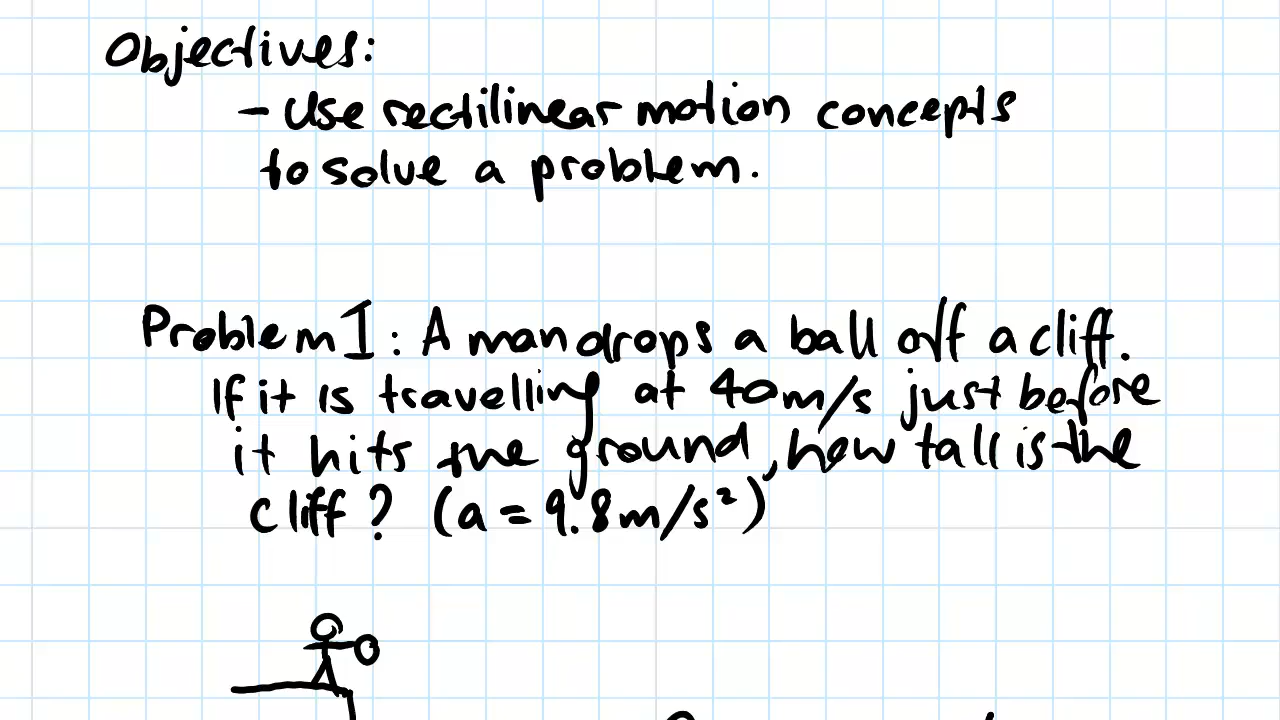 Objectives:
- Use rectilinear motion concepts
to solve a problem.
Problem 1: A man drops a ball off a cliff.
If it is travelling at 40m/s just before
it hits the ground, how tall is the
cliff? (a = 9.8m/s²)